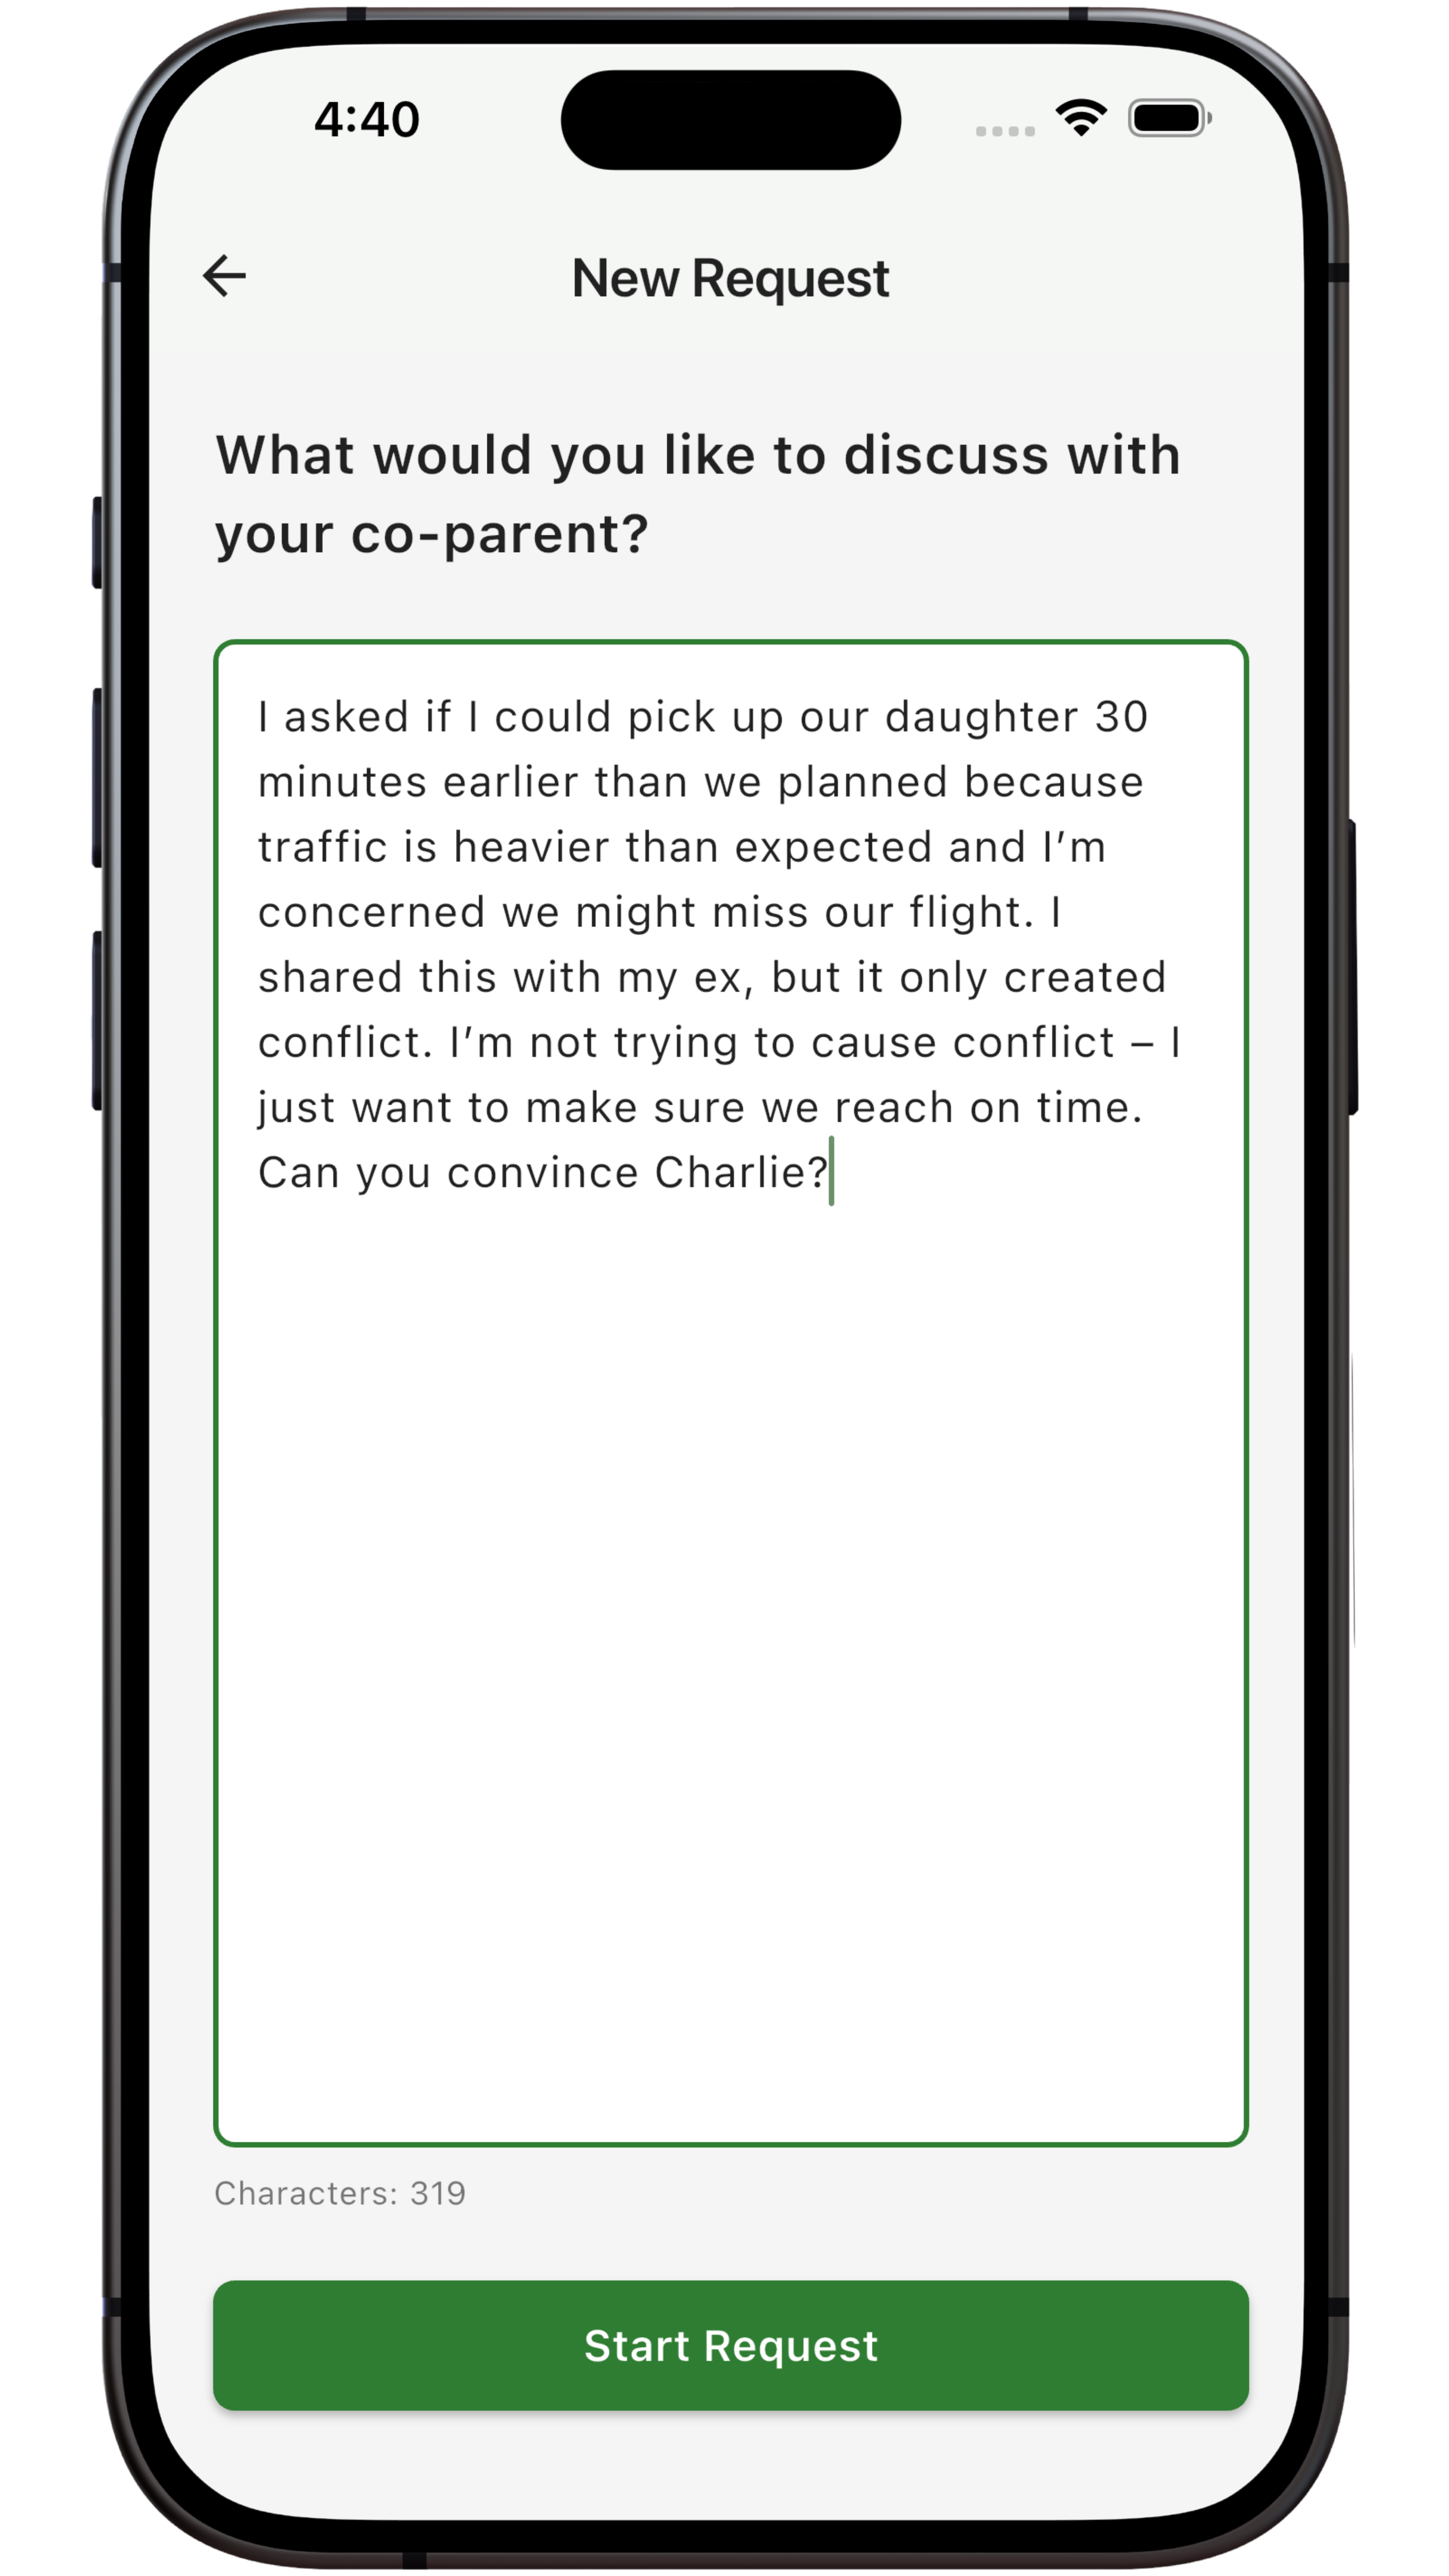 4:40
New Request
What would you like to discuss with
your co-parent?
I asked if I could pick up our daughter 30
minutes earlier than we planned because
traffic is heavier than expected and I’m
concerned we might miss our flight. I
shared this with my ex, but it only created
conflict. I’m not trying to cause conflict – I
just want to make sure we reach on time.
Can you convince Charlie?
Characters: 319
Start Request